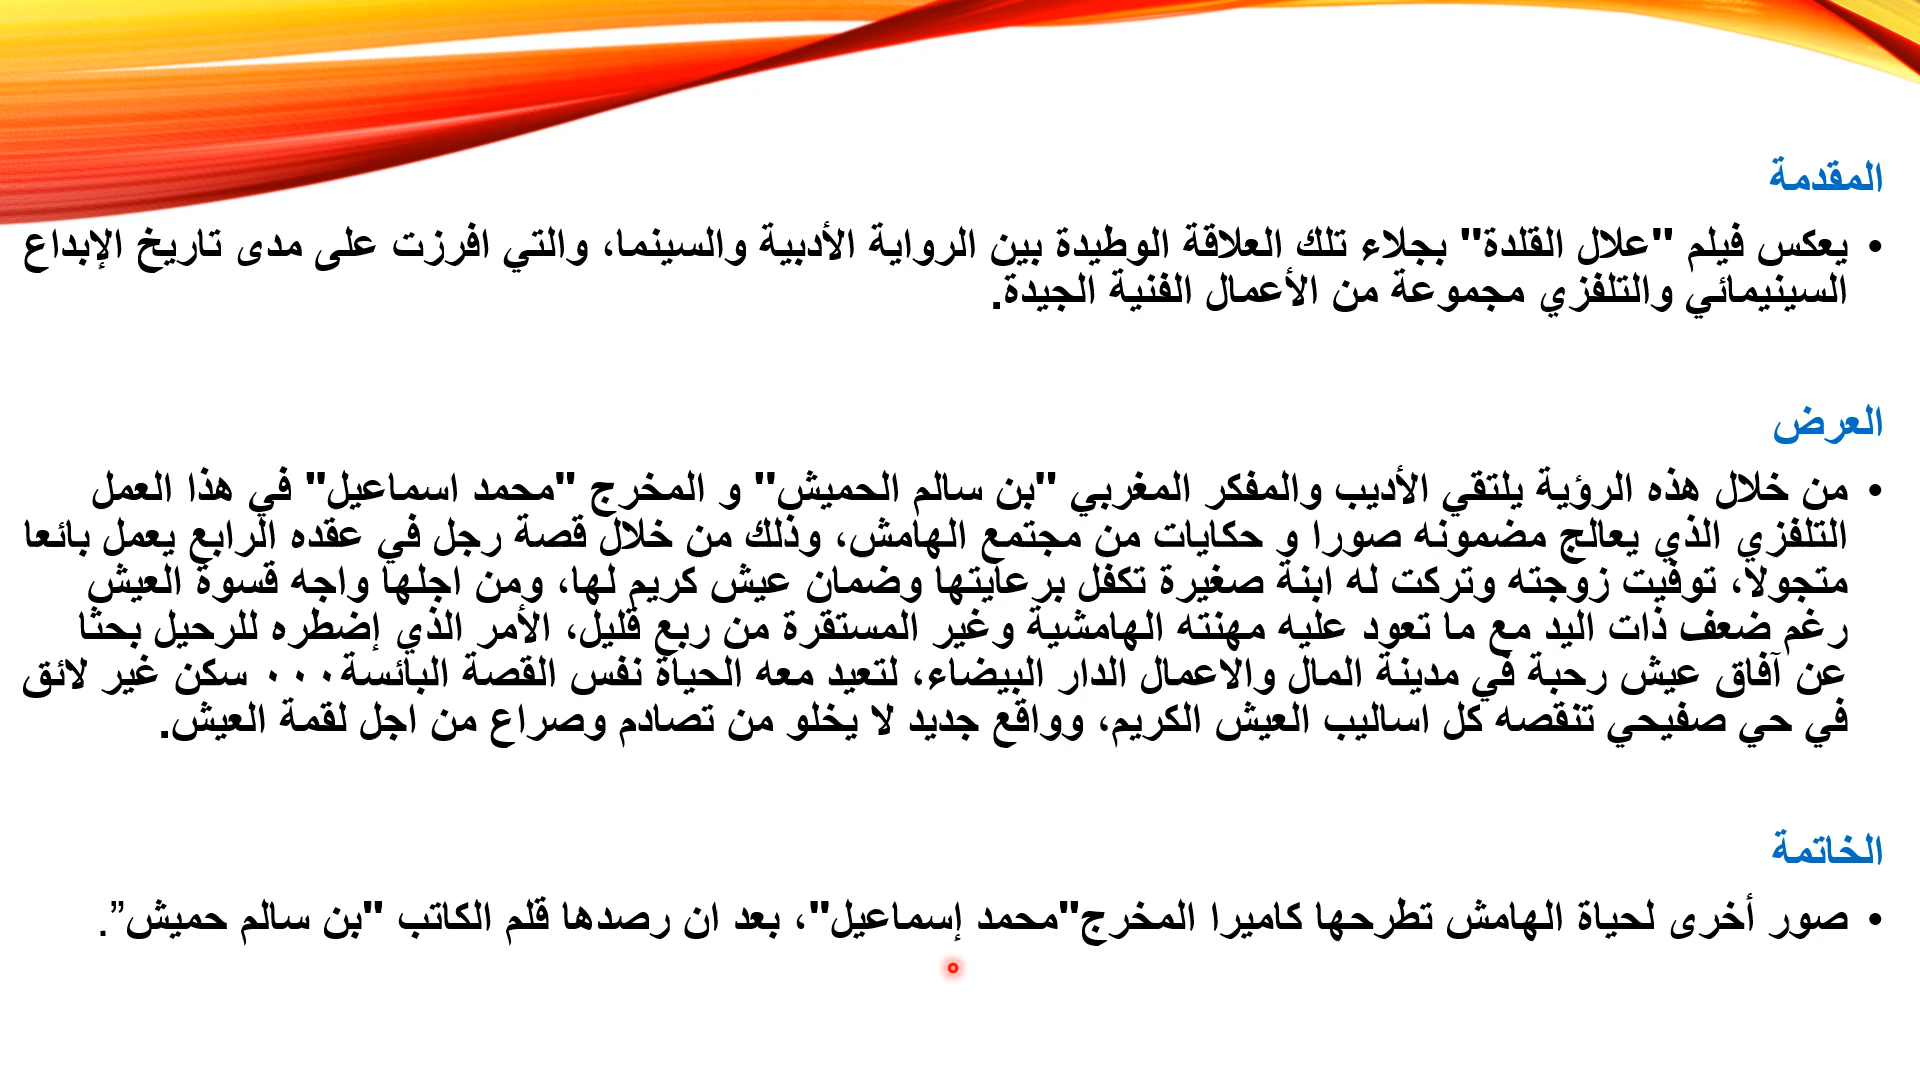 المقدمة
• يعكس فيلم "علال القلدة" بجلاء تلك العلاقة الوطيدة بين الرواية الأدبية والسينما، والتي افرزت على مدى تاريخ الإبداع
السينيمائي والتلفزي مجموعة من الأعمال الفنية الجيدة.
العرض
• من خلال هذه الرؤية يلتقي الأديب والمفكر المغربي "بن سالم الحميش" و المخرج "محمد اسماعيل" في هذا العمل
التلفزي الذي يعالج مضمونه صورا و حكايات من مجتمع الهامش، وذلك من خلال قصة رجل في عقده الرابع يعمل بائعا
متجولا، توفيت زوجته وتركت له ابنة صغيرة تكفل برعايتها وضمان عيش كريم لها، ومن اجلها واجه قسوة العيش
رغم ضعف ذات اليد مع ما تعود عليه مهنته الهامشية وغير المستقرة من ربع قليل، الأمر الذي إضطره للرحيل بحثا
عن آفاق عيش رحبة في مدينة المال والاعمال الدار البيضاء، لتعيد معه الحياة نفس القصة البائسة٠٠٠ سكن غير لائق
في حي صفيحي تنقصه كل اساليب العيش الكريم، وواقع جديد لا يخلو من تصادم وصراع من اجل لقمة العيش.
الخاتمة
• صور أخرى لحياة الهامش تطرحها كاميرا المخرج"محمد إسماعيل"، بعد ان رصدها قلم الكاتب "بن سالم حميش”.